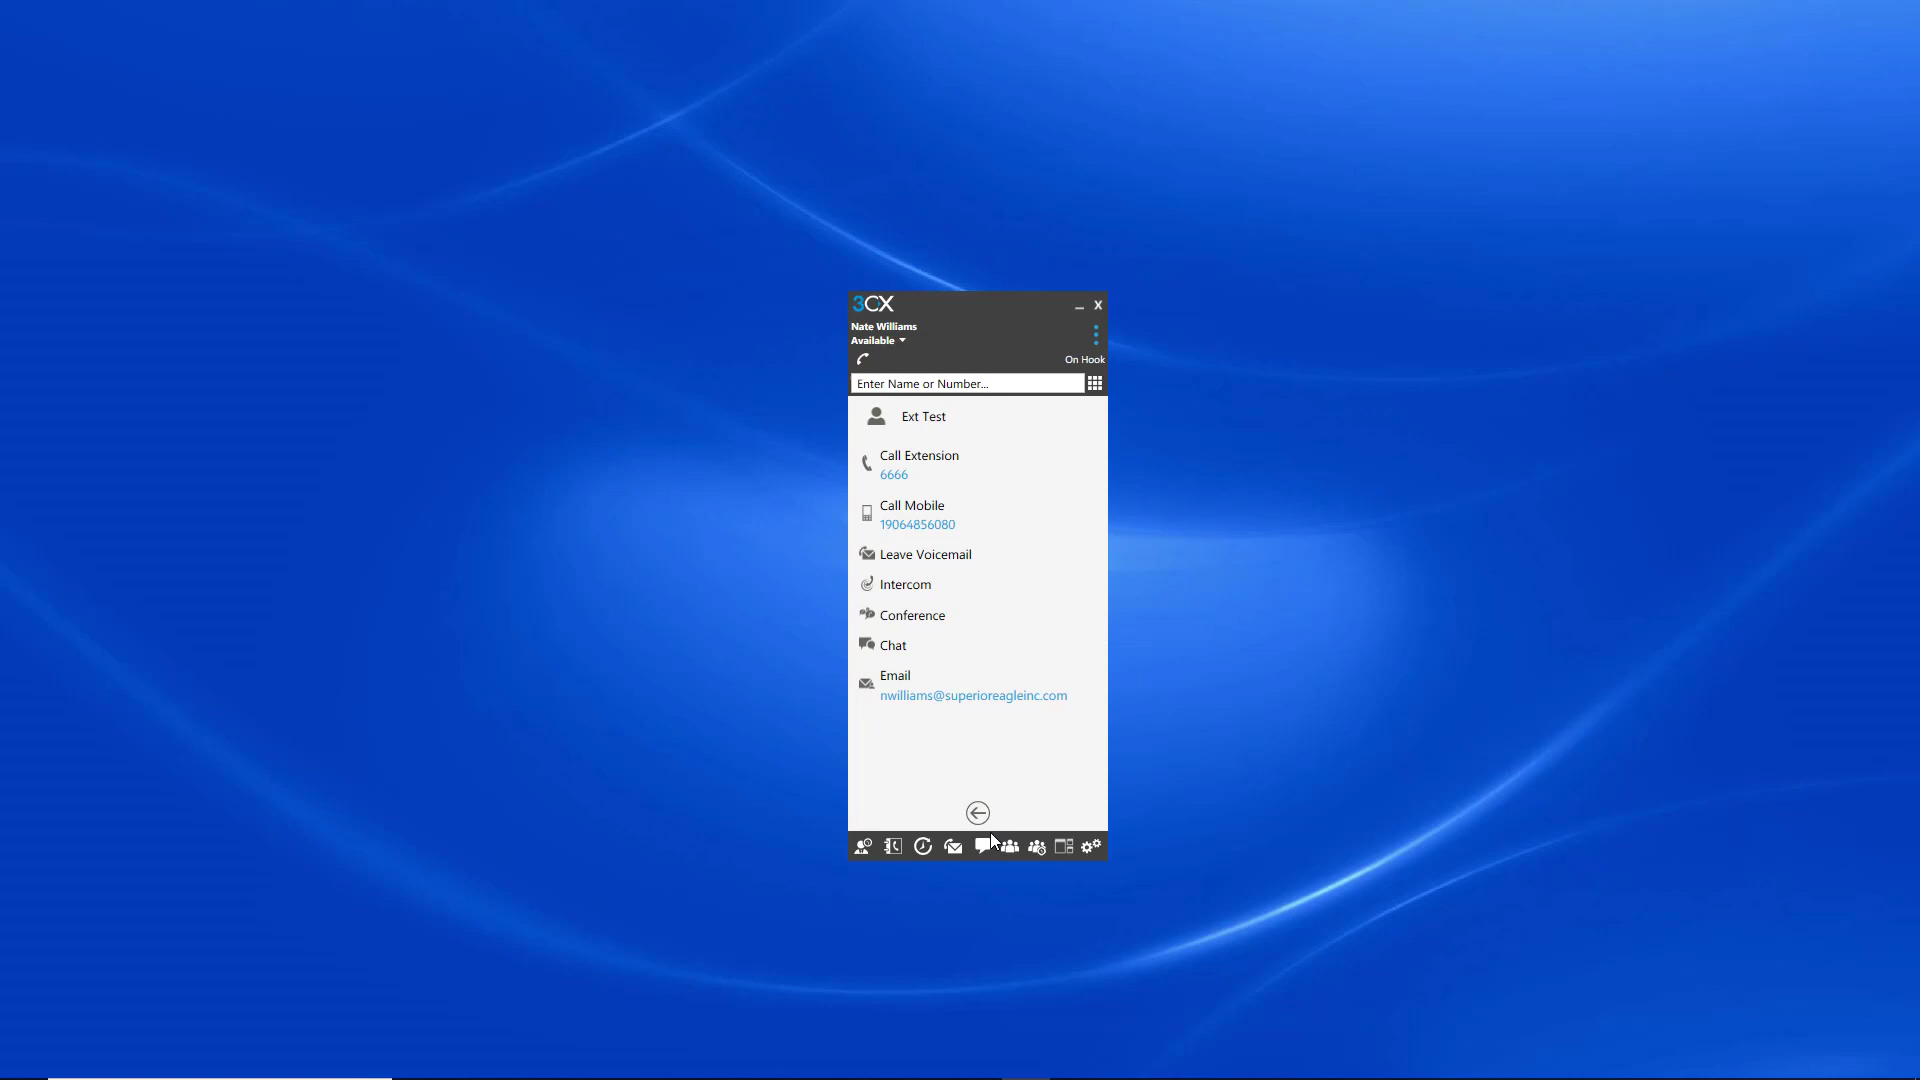 3CX
Nate Williams
Available
On Hook
Enter Name or Number...
Ext Test
Call Extension
6666
Call Mobile
19064856080
Leave Voicemail
Intercom
Conference
Chat
Email
nwilliams@superioreagleinc.com